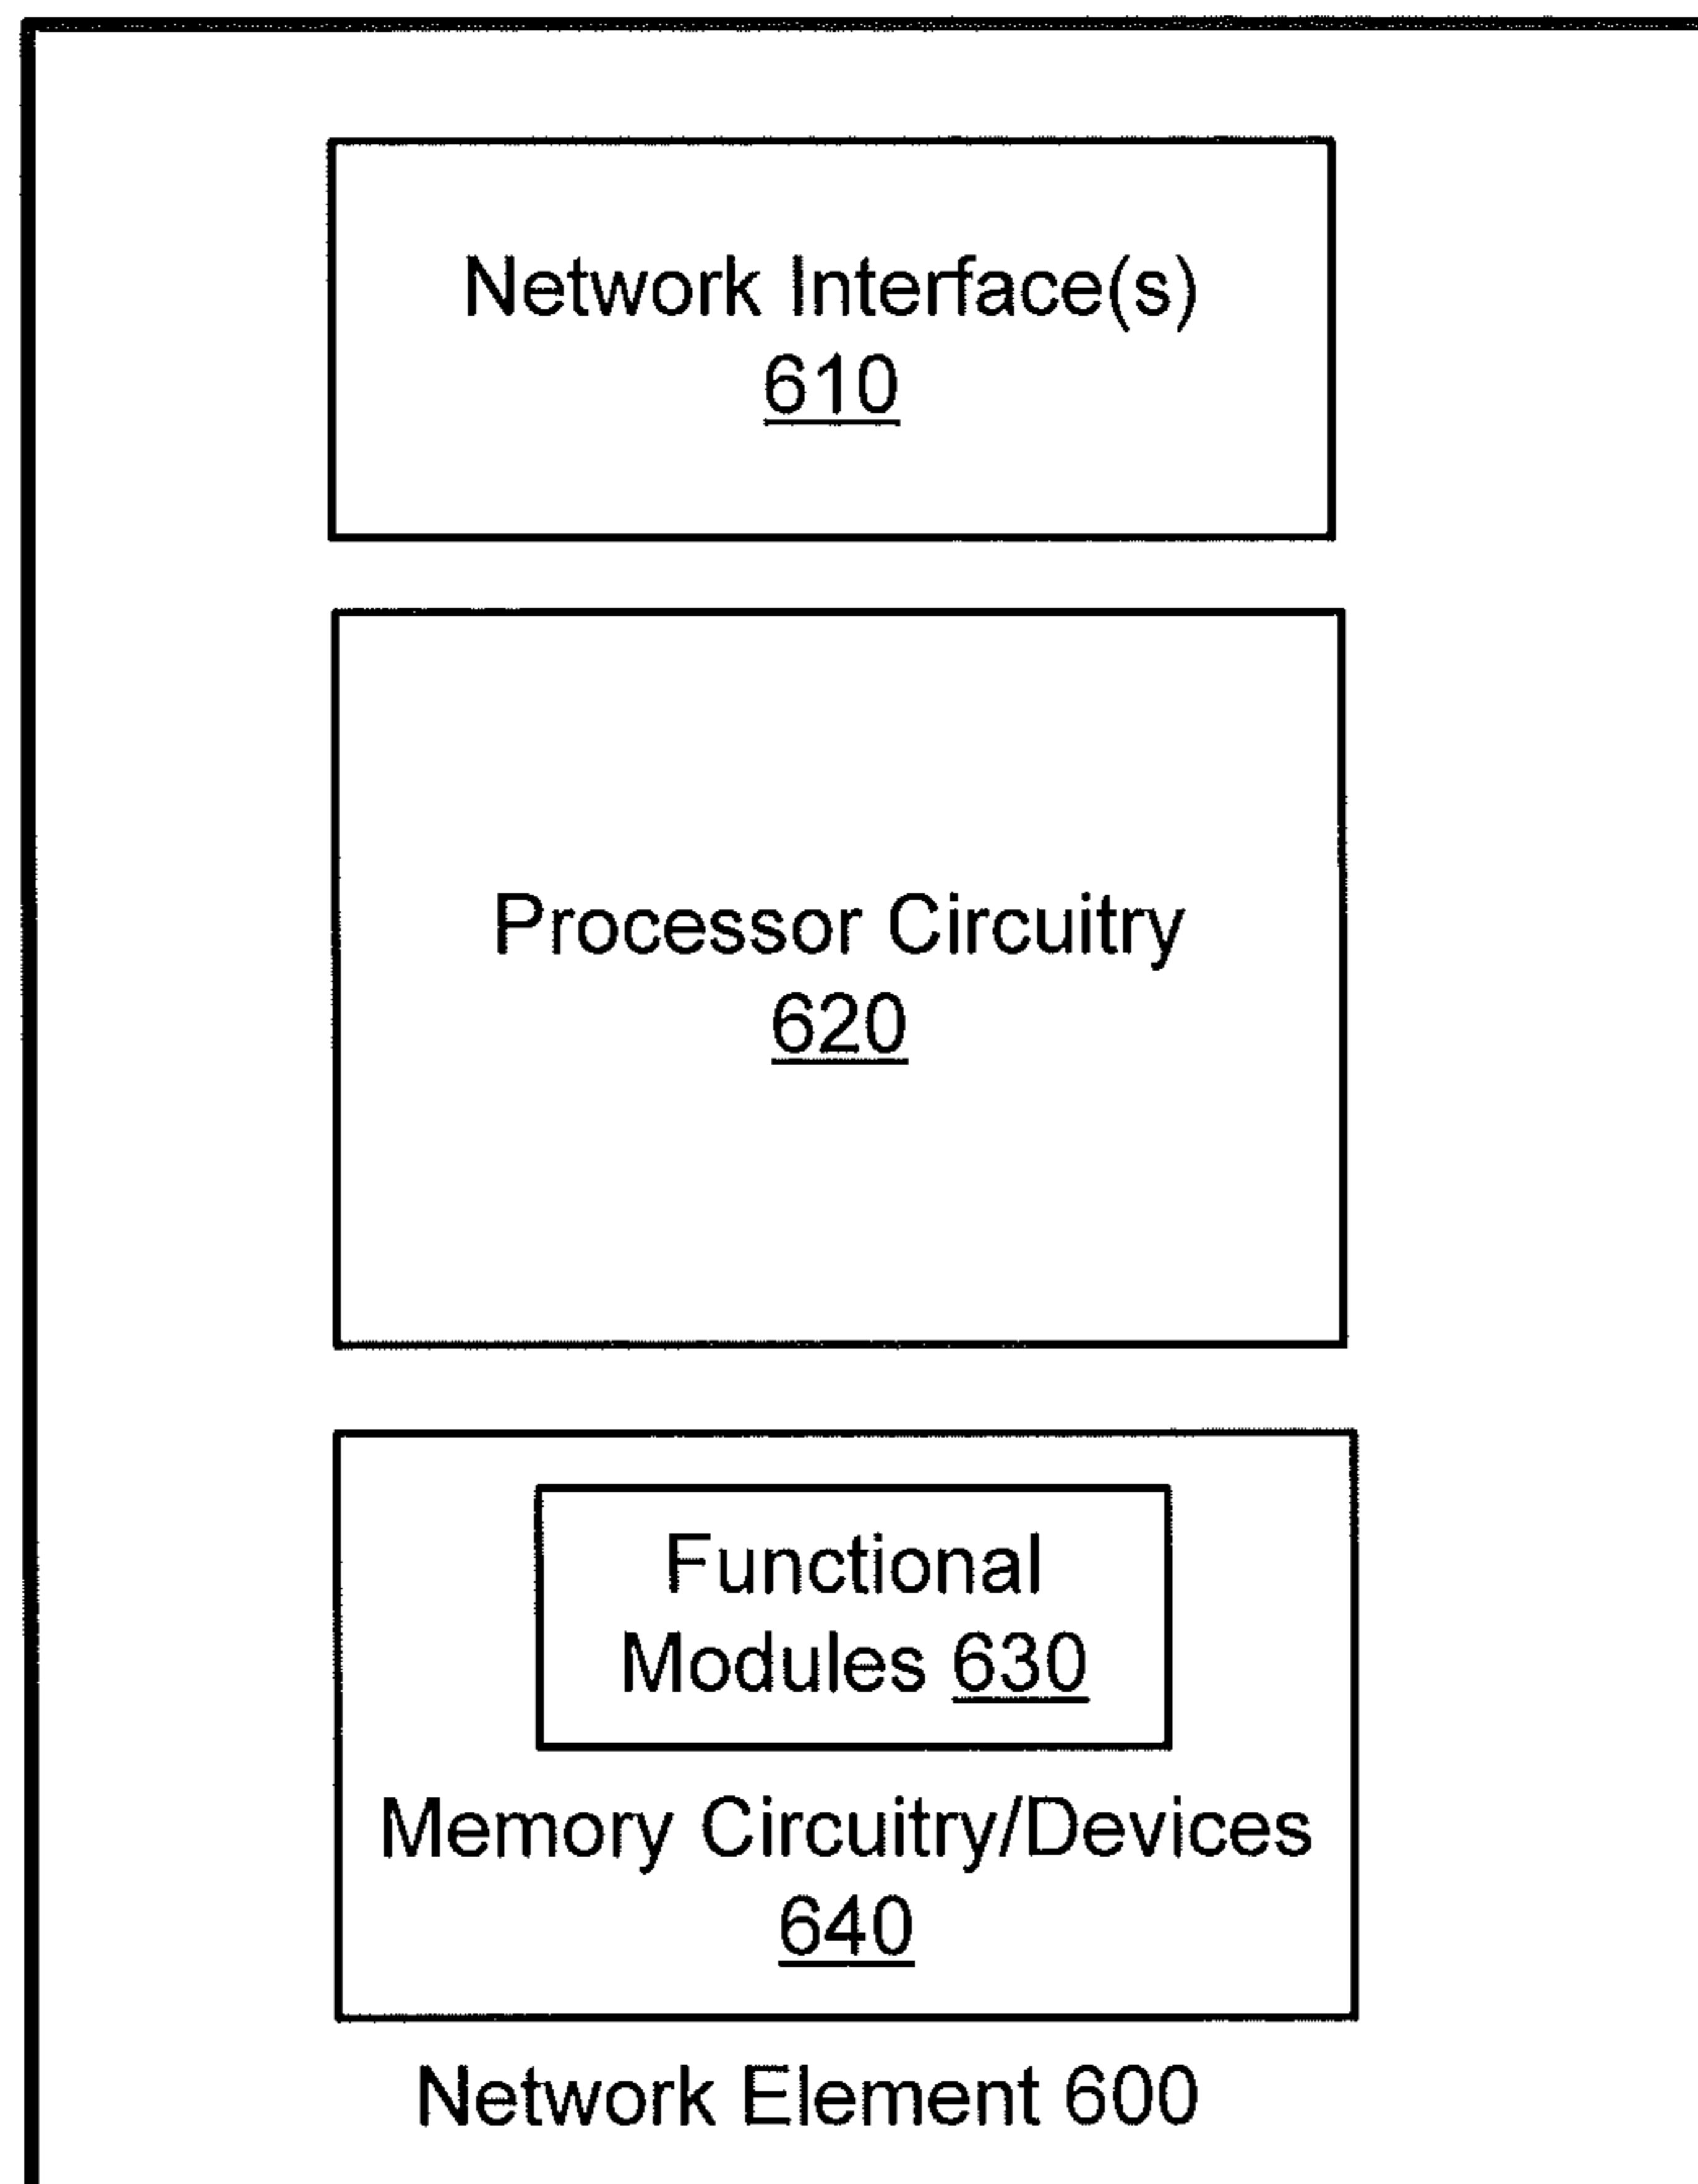 Network Interface(s)
610
Processor Circuitry
620
Functional
Modules 630
Memory Circuitry/Devices
640
Network Element 600